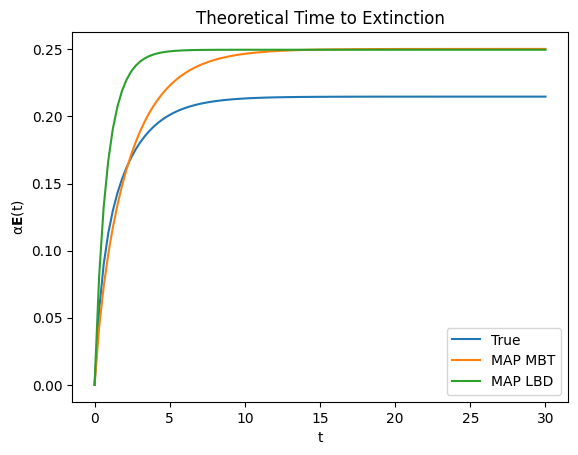 Theoretical Time to Extinction
0.25
0.20
0.15
0.10
0.05
0.00
α𝐄(t)
0 5 10 15 20 25 30
t
True
MAP MBT
MAP LBD